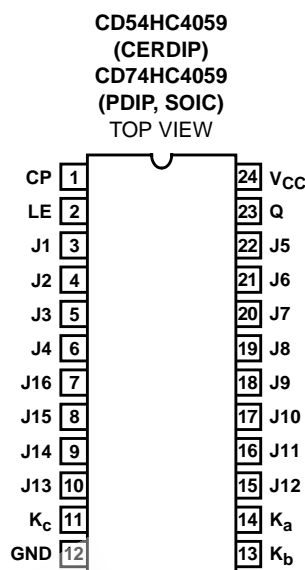 CD54HC4059
(CERDIP)
CD74HC4059
(PDIP, SOIC)
TOP VIEW
CP 1 24 VCC
LE 2 23 Q
J1 3 22 J5
J2 4 21 J6
J3 5 20 J7
J4 6 19 J8
J16 7 18 J9
J15 8 17 J10
J14 9 16 J11
J13 10 15 J12
Kc 11 14 Ka
GND 12 13 Kb